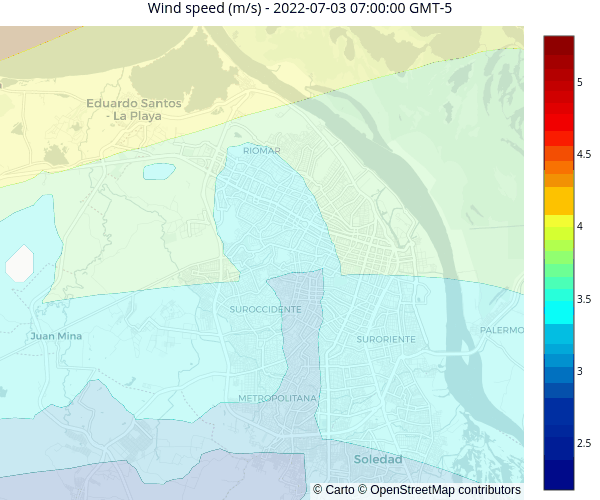 Wind speed (m/s) - 2022-07-03 07:00:00 GMT-5
Eduardo Santos
- La Playa
RIOMAR
SUROCCIDENTE
Juan Mina
SURORIENTE
PALERMO
METROPOLITANA
Soledad
© Carto © OpenStreetMap contributors
5
4.5
4
3.5
3
2.5